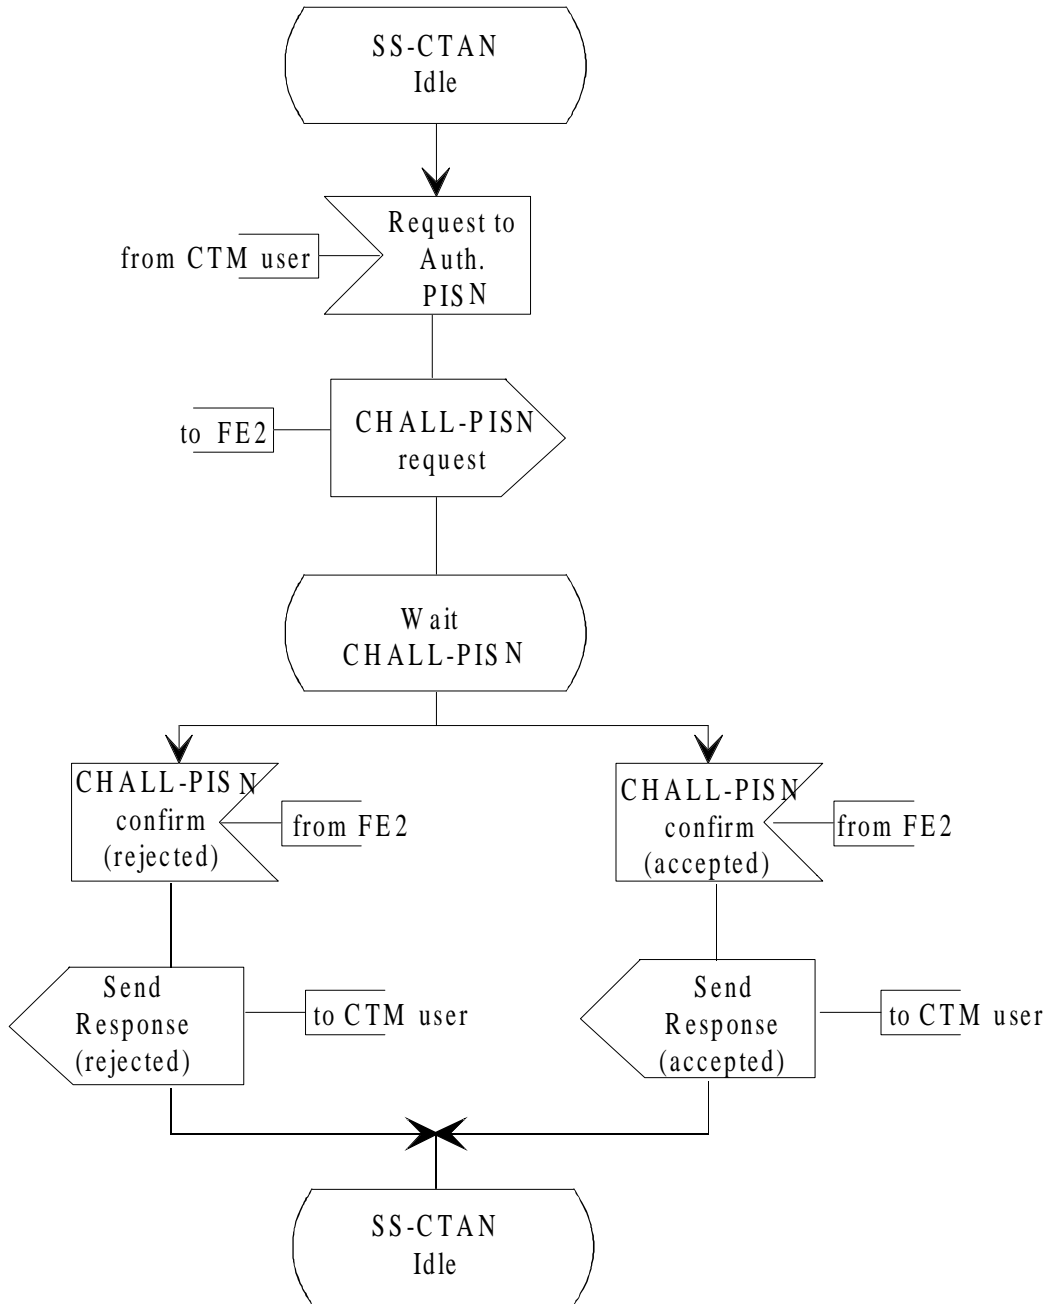 SS-CTAN
Idle
Request to
Auth.
PISN
from CTM user
CHALL-PISN
request
to FE2
Wait
CHALL-PISN
CHALL-PISN
confirm
(rejected)
from FE2
CHALL-PISN
confirm
(accepted)
from FE2
Send
Response
(rejected)
to CTM user
Send
Response
(accepted)
to CTM user
SS-CTAN
Idle